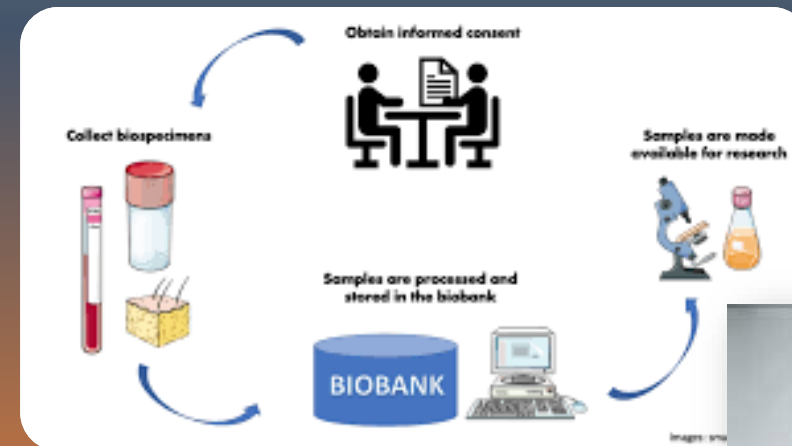 Obtain informed consent
Collect biospecimens
Samples are made
available for research
Samples are processed and
stored in the biobank
BIOBANK
Images: